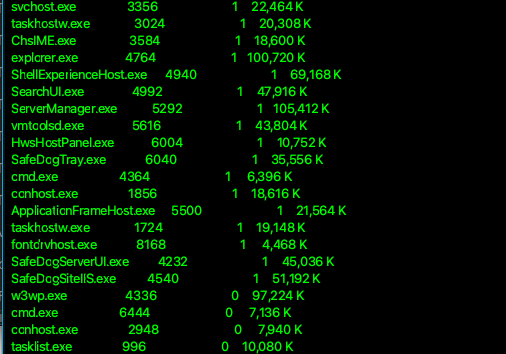 svchost.exe 3356 1 22,464 K
taskhostw.exe 3024 1 20,308 K
ChsIME.exe 3584 1 18,600 K
explorer.exe 4764 1 100,720 K
ShellExperienceHost.exe 4940 1 69,168 K
SearchUI.exe 4992 1 47,916 K
ServerManager.exe 5292 1 105,412 K
vmtoolsd.exe 5616 1 43,804 K
HwsHostPanel.exe 6004 1 10,752 K
SafeDogTray.exe 6040 1 35,556 K
cmd.exe 4364 1 6,396 K
conhost.exe 1856 1 18,616 K
ApplicationFrameHost.exe 5500 1 21,564 K
taskhostw.exe 1724 1 19,148 K
fontdrvhost.exe 8168 1 4,468 K
SafeDogServerUI.exe 4232 1 45,036 K
SafeDogSiteIIS.exe 4540 1 51,192 K
w3wp.exe 4336 0 97,224 K
cmd.exe 6444 0 7,136 K
conhost.exe 2948 0 7,940 K
tasklist.exe 996 0 10,080 K